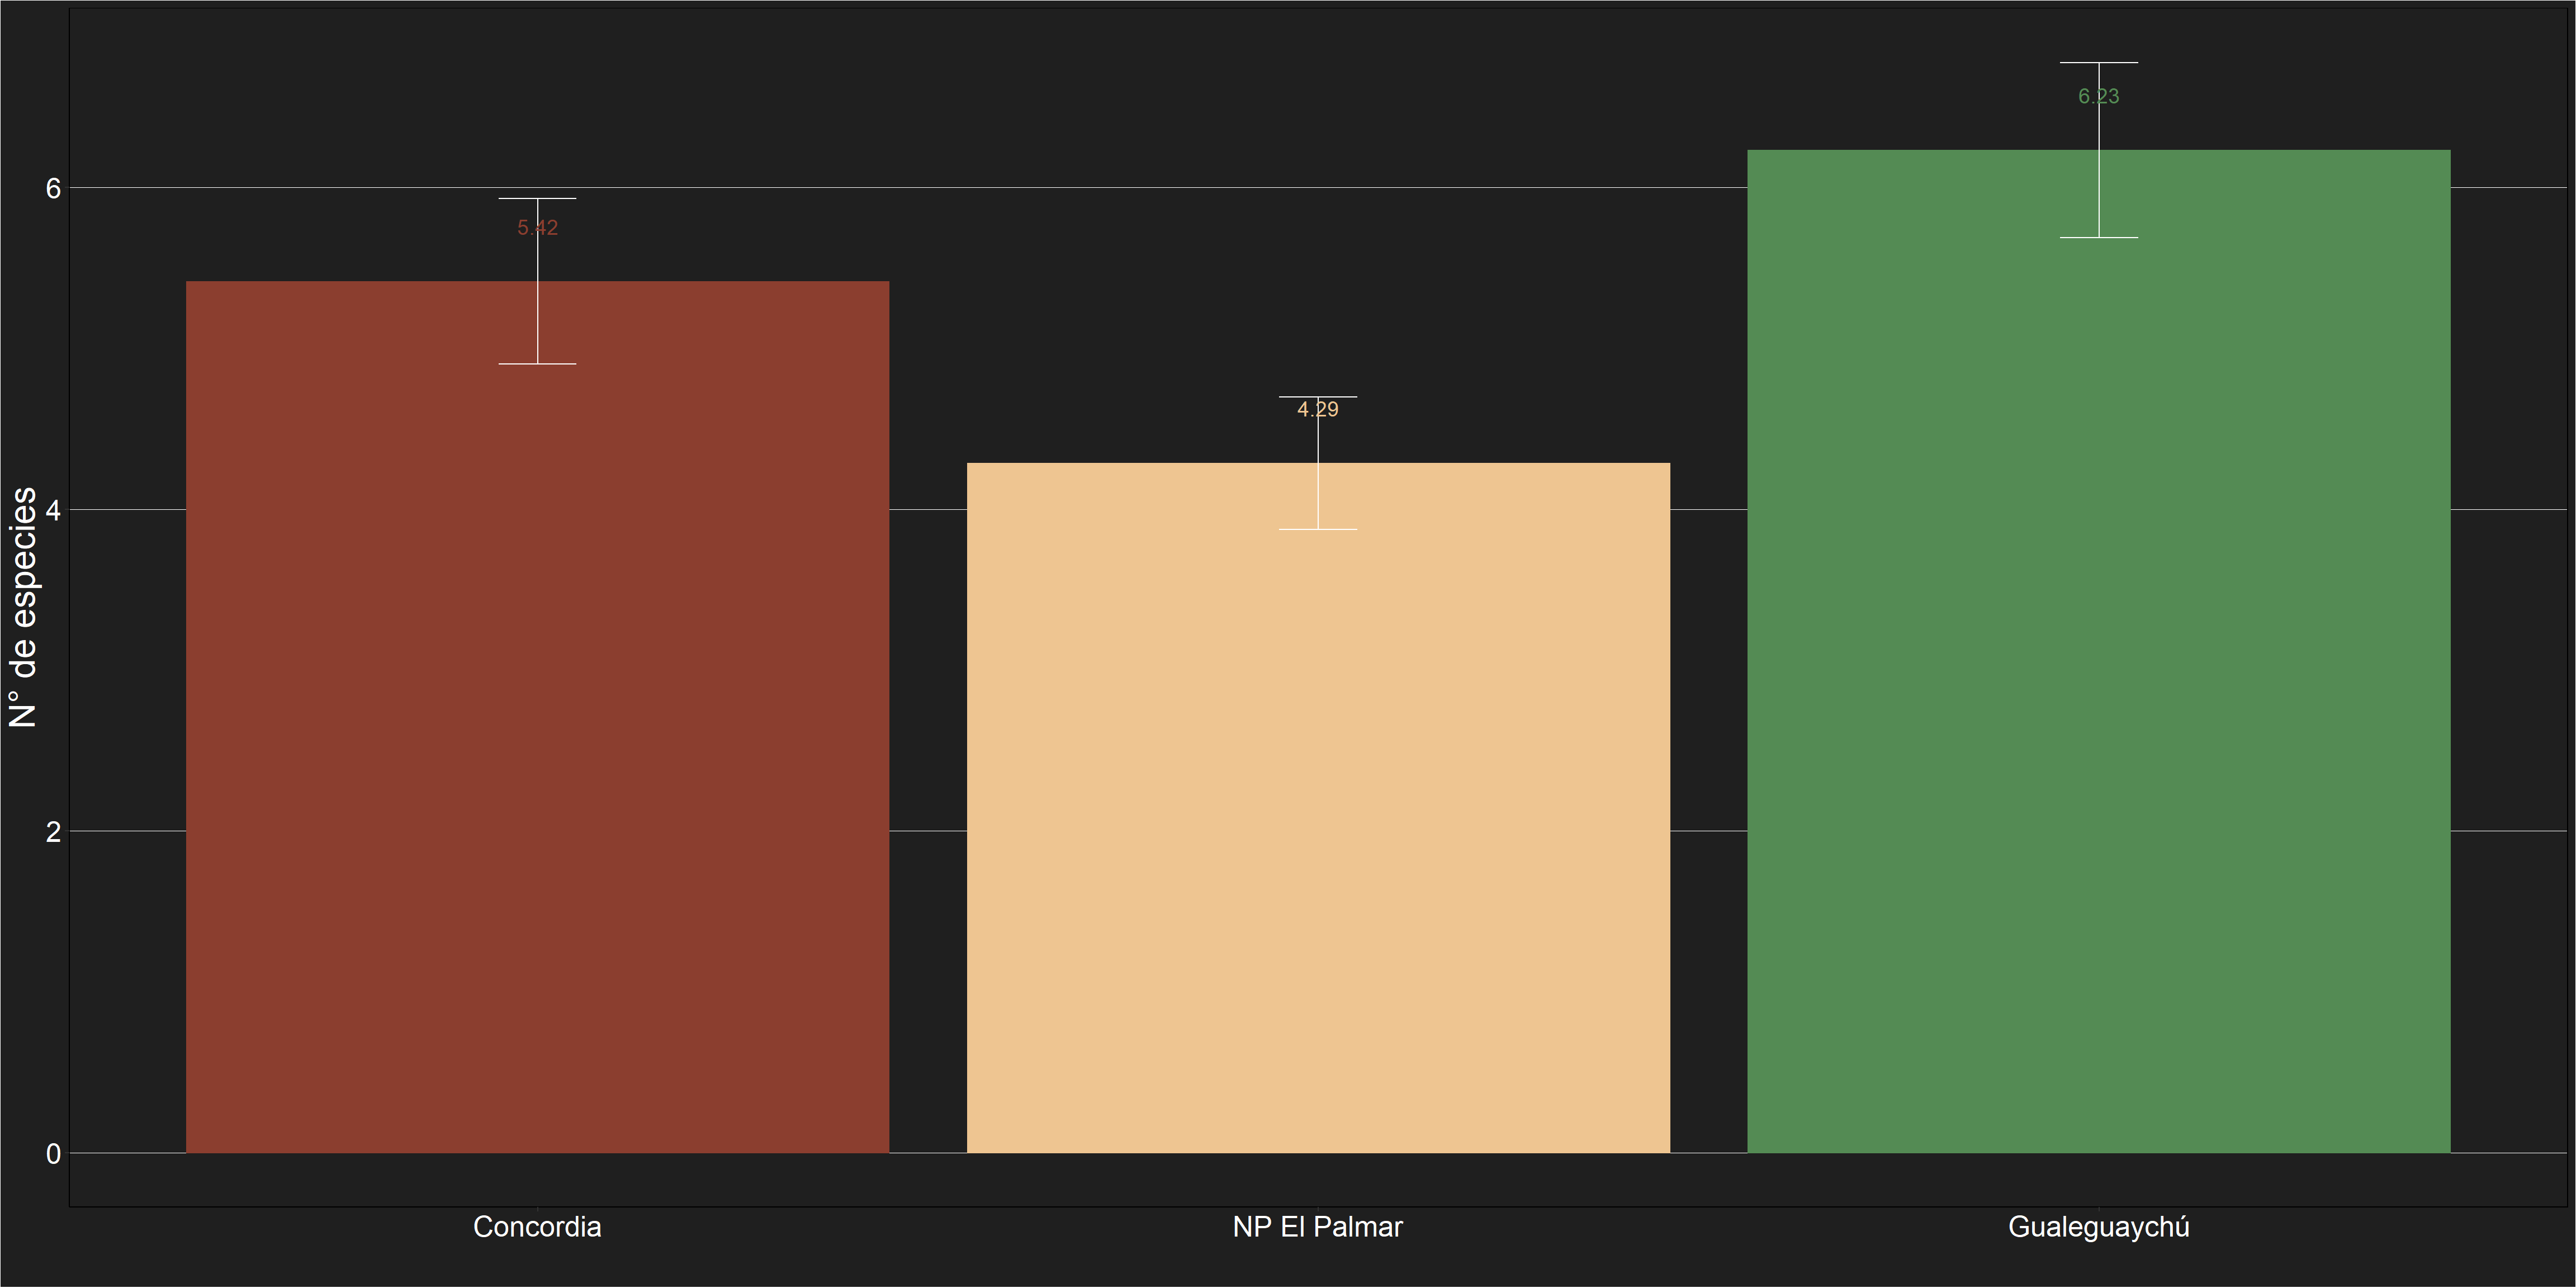 N° de especies
6
4
2
0
5.42
4.29
6.23
Concordia
NP El Palmar
Gualeguaychú